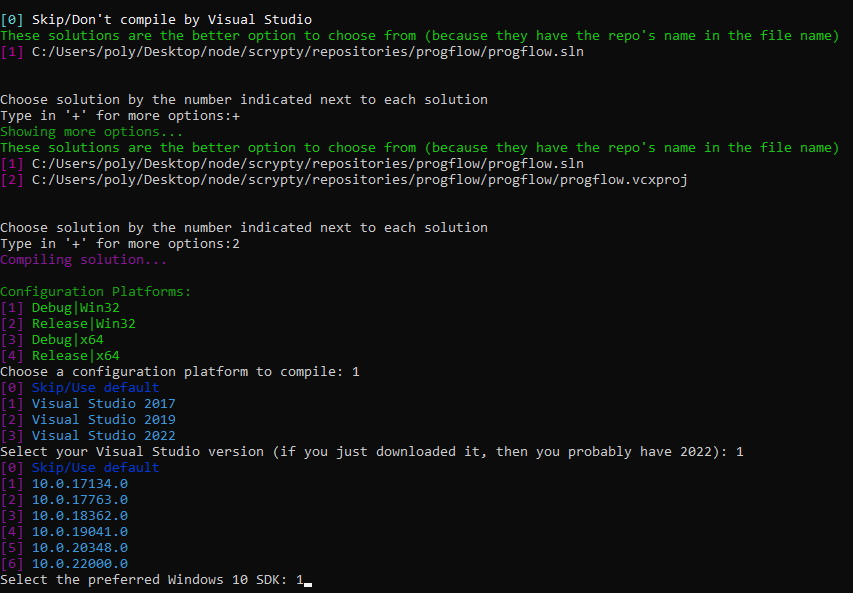 [0] Skip/Don't compile by Visual Studio
These solutions are the better option to choose from (because they have the repo's name in the file name)
[1] C:/Users/poly/Desktop/node/scrypty/repositories/progflow/progflow.sln
Choose solution by the number indicated next to each solution
Type in '+' for more options:+
Showing more options...
These solutions are the better option to choose from (because they have the repo's name in the file name)
[1] C:/Users/poly/Desktop/node/scrypty/repositories/progflow/progflow.sln
[2] C:/Users/poly/Desktop/node/scrypty/repositories/progflow/progflow/progflow.vcxproj
Choose solution by the number indicated next to each solution
Type in '+' for more options:2
Compiling solution...
Configuration Platforms:
[1] Debug|Win32
[2] Release|Win32
[3] Debug|x64
[4] Release|x64
Choose a configuration platform to compile: 1
[0] Skip/Use default
[1] Visual Studio 2017
[2] Visual Studio 2019
[3] Visual Studio 2022
Select your Visual Studio version (if you just downloaded it, then you probably have 2022): 1
[0] Skip/Use default
[1] 10.0.17134.0
[2] 10.0.17763.0
[3] 10.0.18362.0
[4] 10.0.19041.0
[5] 10.0.20348.0
[6] 10.0.22000.0
Select the preferred Windows 10 SDK: 1